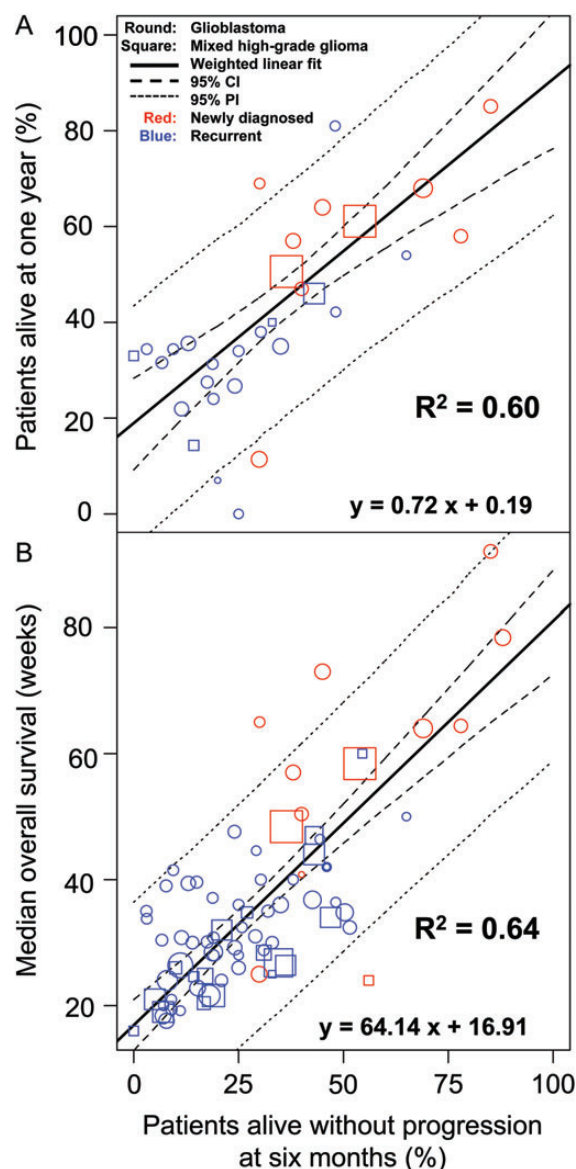 A
100
80
60
40
20
0
Patients alive at one year (%)
Round: Glioblastoma
Square: Mixed high-grade glioma
Weighted linear fit
95% CI
95% PI
Red: Newly diagnosed
Blue: Recurrent
R² = 0.60
y = 0.72 x + 0.19
B
80
60
40
20
Median overall survival (weeks)
R² = 0.64
y = 64.14 x + 16.91
0 25 50 75 100
Patients alive without progression
at six months (%)